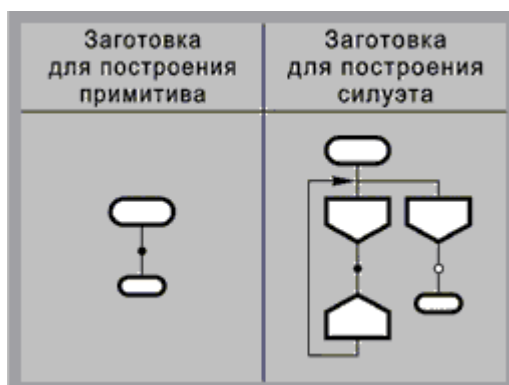 Заготовка
для построения
примитива
Заготовка
для построения
силуэта